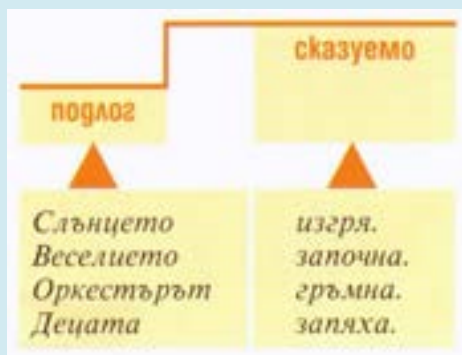 сказуемо
подлог
Слънцето изгря.
Веселието започна.
Оркестърът гръмна.
Децата запяха.